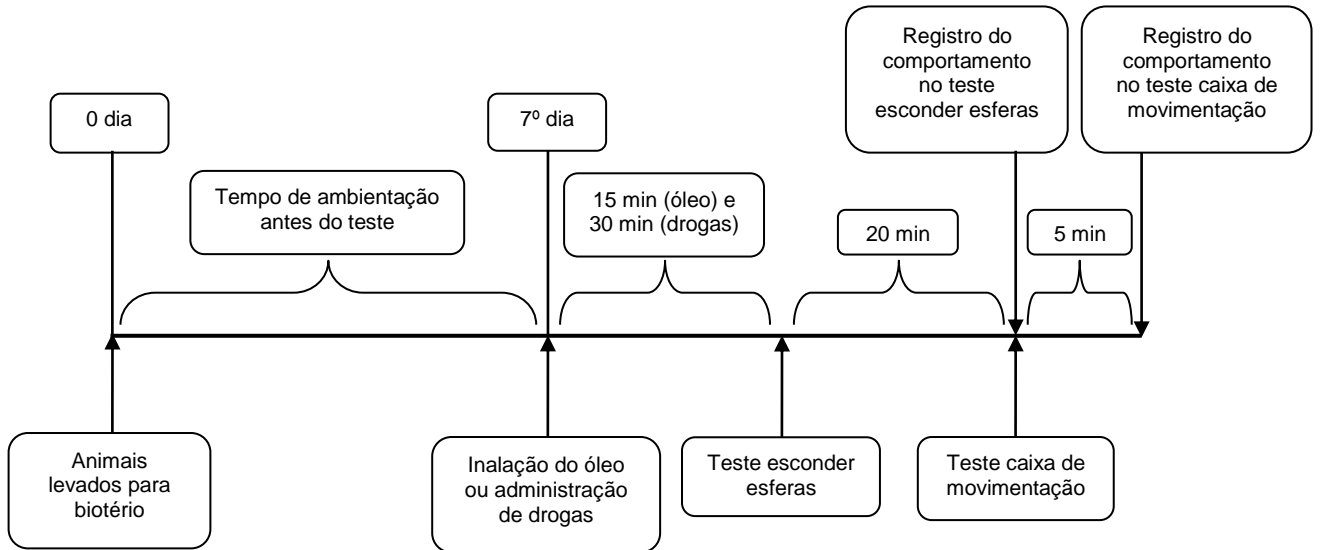 Registro do
comportamento
no teste
esconder esferas
Registro do
comportamento
no teste caixa de
movimentação
0 dia
7º dia
Tempo de ambientação
antes do teste
15 min (óleo) e
30 min (drogas)
20 min
5 min
Animais
levados para
biotério
Inalação do óleo
ou administração
de drogas
Teste esconder
esferas
Teste caixa de
movimentação